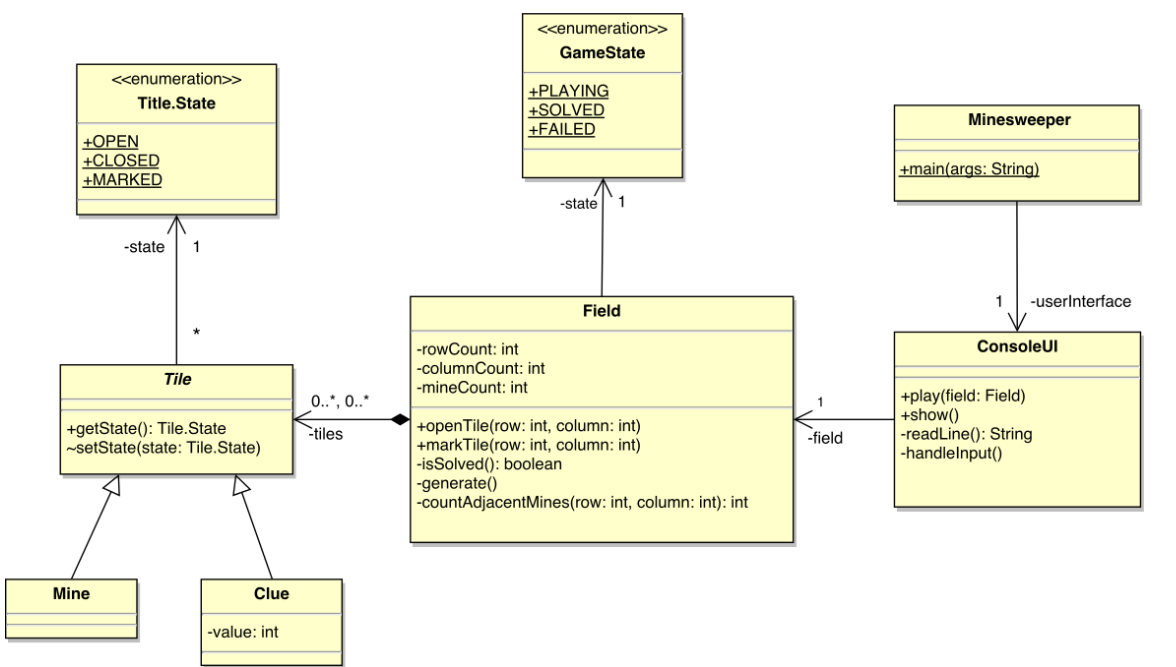 <<enumeration>>
GameState
+PLAYING
+SOLVED
+FAILED
<<enumeration>>
Title.State
+OPEN
+CLOSED
+MARKED
Minesweeper
+main(args: String)
-state
1
-state
1
*
1
-userInterface
Field
-rowCount: int
-columnCount: int
-mineCount: int
+openTile(row: int, column: int)
+markTile(row: int, column: int)
-isSolved(): boolean
-generate()
-countAdjacentMines(row: int, column: int): int
ConsoleUI
+play(field: Field)
+show()
-readLine(): String
-handleInput()
Tile
+getState(): Tile.State
~setState(state: Tile.State)
0..*, 0..*
-tiles
1
-field
Mine
Clue
-value: int